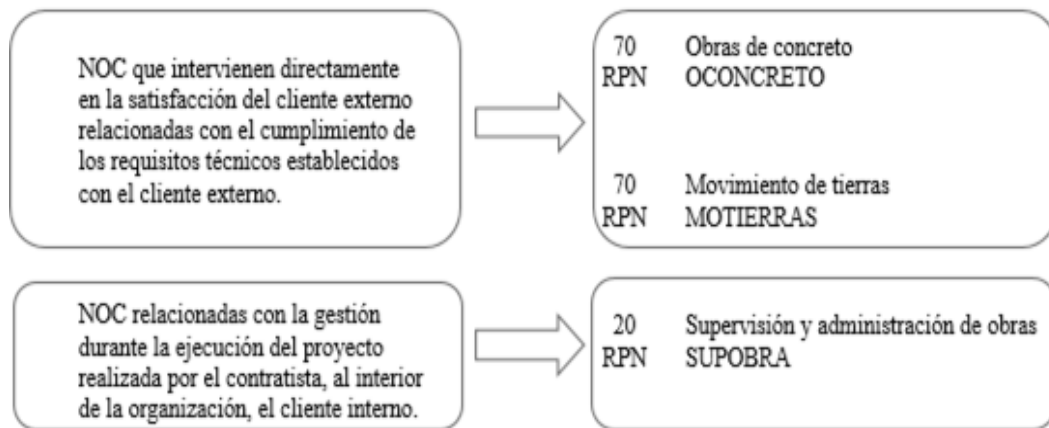 NOC que intervienen directamente
en la satisfacción del cliente externo
relacionadas con el cumplimiento de
los requisitos técnicos establecidos
con el cliente externo.
70 Obras de concreto
RPN OCONCRETO
70 Movimiento de tierras
RPN MOTIERRAS
NOC relacionadas con la gestión
durante la ejecución del proyecto
realizada por el contratista, al interior
de la organización, el cliente interno.
20 Supervisión y administración de obras
RPN SUPOBRA